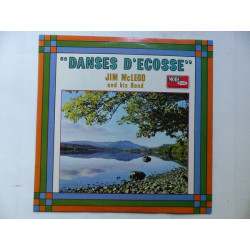 "DANSES D'ECOSSE"
JIM McLEOD
and his Band